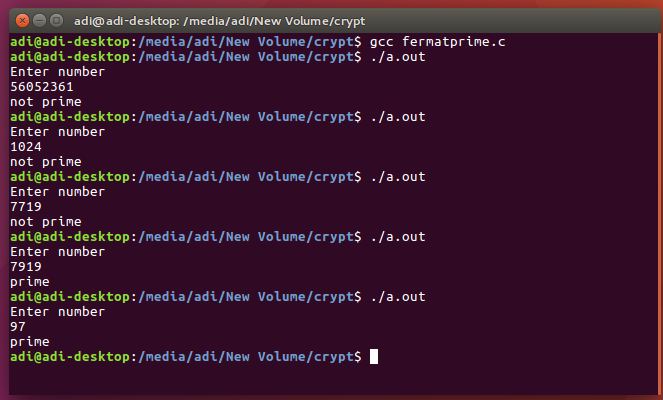 adi@adi-desktop: /media/adi/New Volume/crypt
adi@adi-desktop:/media/adi/New Volume/crypt$ gcc fermatprime.c
adi@adi-desktop:/media/adi/New Volume/crypt$ ./a.out
Enter number
56052361
not prime
adi@adi-desktop:/media/adi/New Volume/crypt$ ./a.out
Enter number
1024
not prime
adi@adi-desktop:/media/adi/New Volume/crypt$ ./a.out
Enter number
7719
not prime
adi@adi-desktop:/media/adi/New Volume/crypt$ ./a.out
Enter number
7919
prime
adi@adi-desktop:/media/adi/New Volume/crypt$ ./a.out
Enter number
97
prime
adi@adi-desktop:/media/adi/New Volume/crypt$